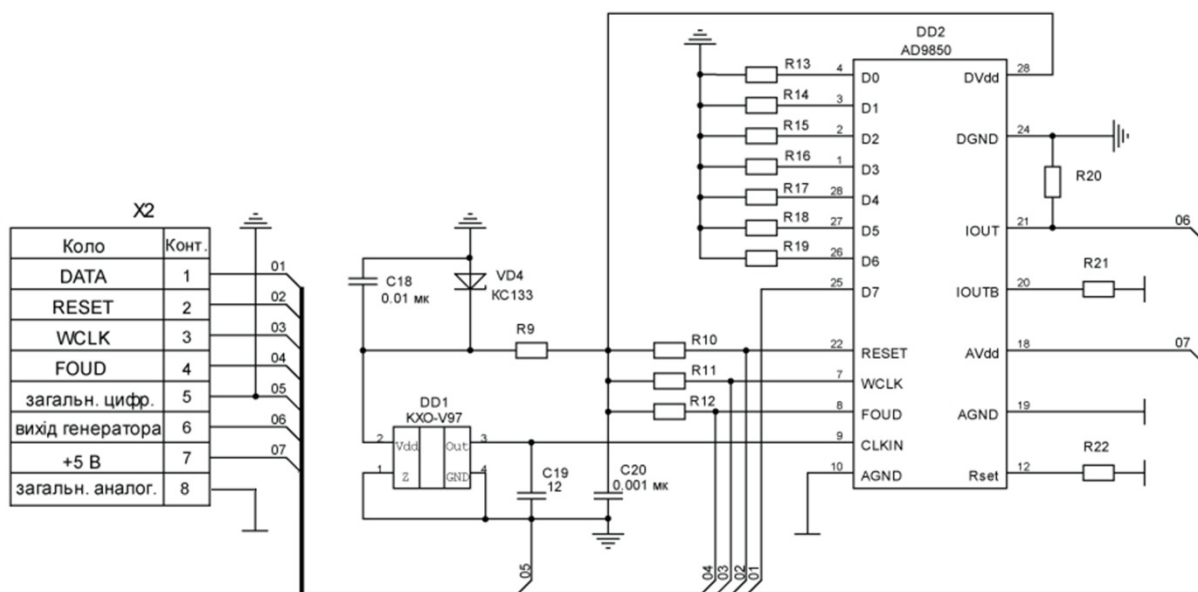 X2
Коло Конт.
DATA 1 01
RESET 2 02
WCLK 3 03
FOUD 4 04
загальн. цифр. 5 05
вихід генератора 6 06
+5 В 7 07
загальн. аналог. 8
C18
0.01 мк
VD4
КС133
R9
DD1
KXO-V97
2 Vdd Out 3
1 Z GND 4
C19
12
C20
0.001 мк
05
04
03
02
01
DD2
AD9850
R13 4 D0 DVdd 28
R14 3 D1
R15 2 D2 DGND 24
R16 1 D3
R20
R17 28 D4
R18 27 D5 IOUT 21 06
R19 26 D6
25 D7 IOUTB 20 R21
R10 22 RESET AVdd 18 07
R11 7 WCLK
R12 8 FOUD AGND 19
9 CLKIN
10 AGND Rset 12 R22